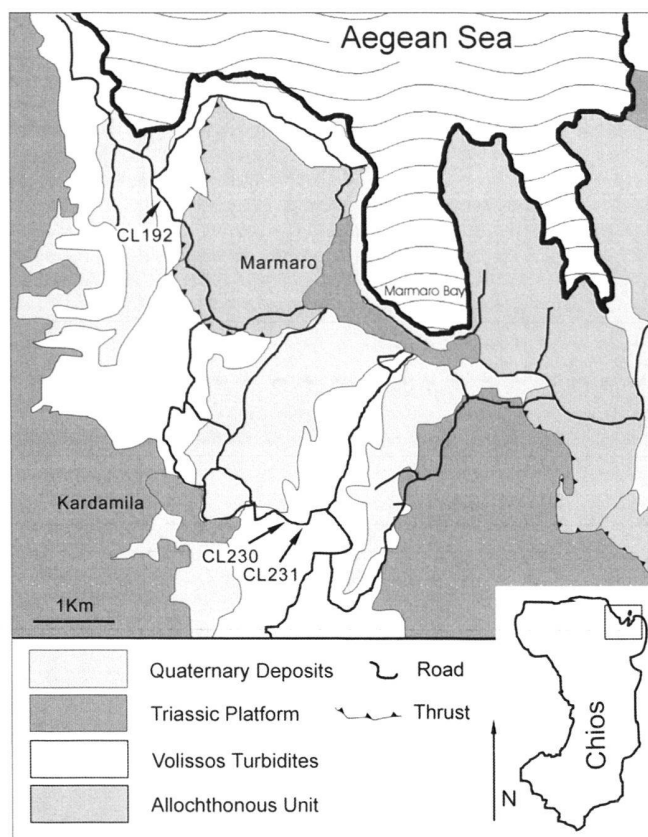 Aegean Sea
CL192
Marmaro
Marmaro Bay
Kardamila
CL230
CL231
1Km
Quaternary Deposits
Road
Triassic Platform
Thrust
Volissos Turbidites
Allochthonous Unit
N
Chios